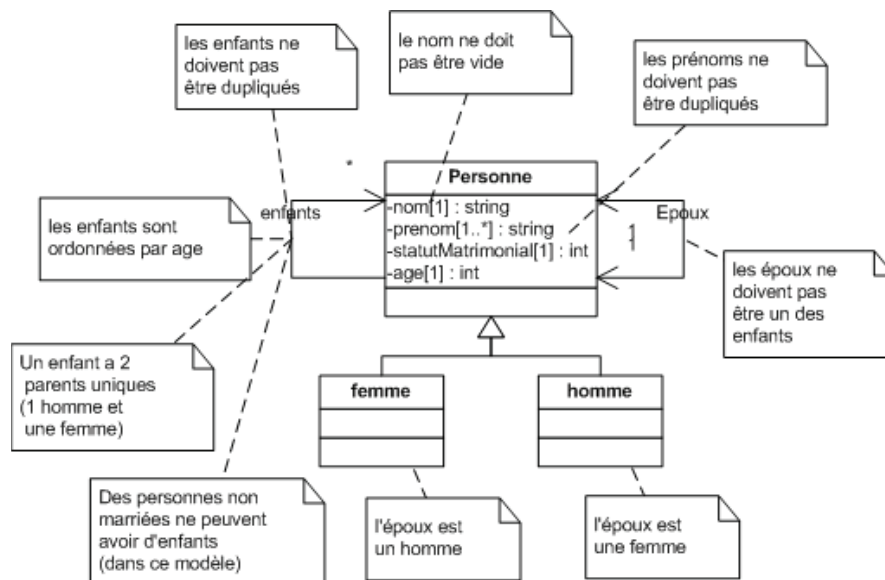 les enfants ne
doivent pas
être dupliqués
le nom ne doit
pas être vide
les prénoms ne
doivent pas
être dupliqués
*
Personne
enfants
-nom[1] : string
-prenom[1..*] : string
-statutMatrimonial[1] : int
-age[1] : int
Epoux
1
les enfants sont
ordonnées par age
les époux ne
doivent pas
être un des
enfants
Un enfant a 2
parents uniques
(1 homme et
une femme)
femme
homme
Des personnes non
marriées ne peuvent
avoir d'enfants
(dans ce modèle)
l'époux est
un homme
l'époux est
une femme